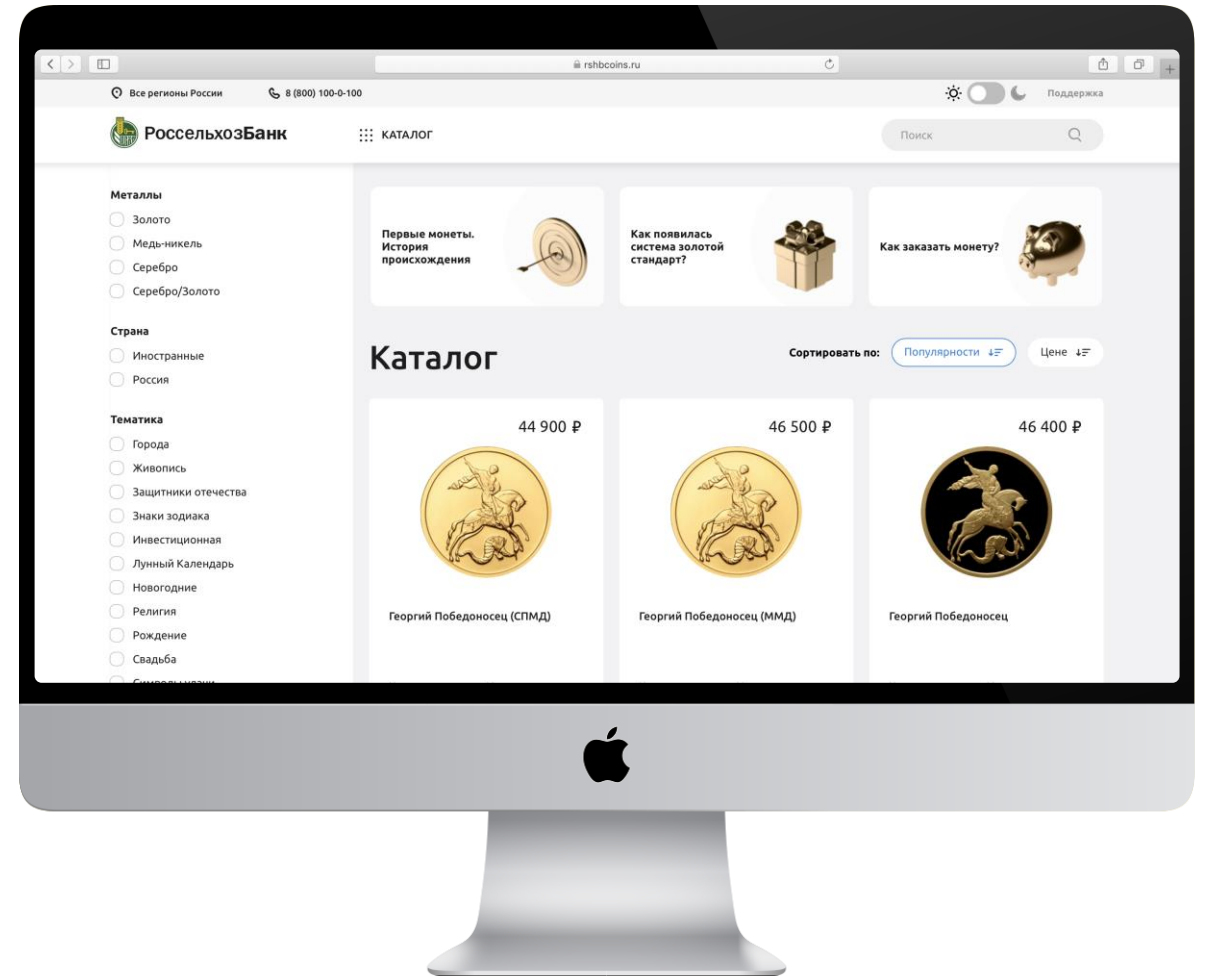 rshbcoins.ru
Все регионы России
8 (800) 100-0-100
Поддержка
РоссельхозБанк
КАТАЛОГ
Поиск
Металлы
Золото
Медь-никель
Серебро
Серебро/Золото
Страна
Иностранные
Россия
Тематика
Города
Живопись
Защитники отечества
Знаки зодиака
Инвестиционная
Лунный Календарь
Новогодние
Религия
Рождение
Свадьба
Первые монеты.
История
происхождения
Как появилась
система золотой
стандарт?
Как заказать монету?
Каталог
Сортировать по:
Популярности
Цене
44 900 ₽
46 500 ₽
46 400 ₽
Георгий Победоносец (СПМД)
Георгий Победоносец (ММД)
Георгий Победоносец